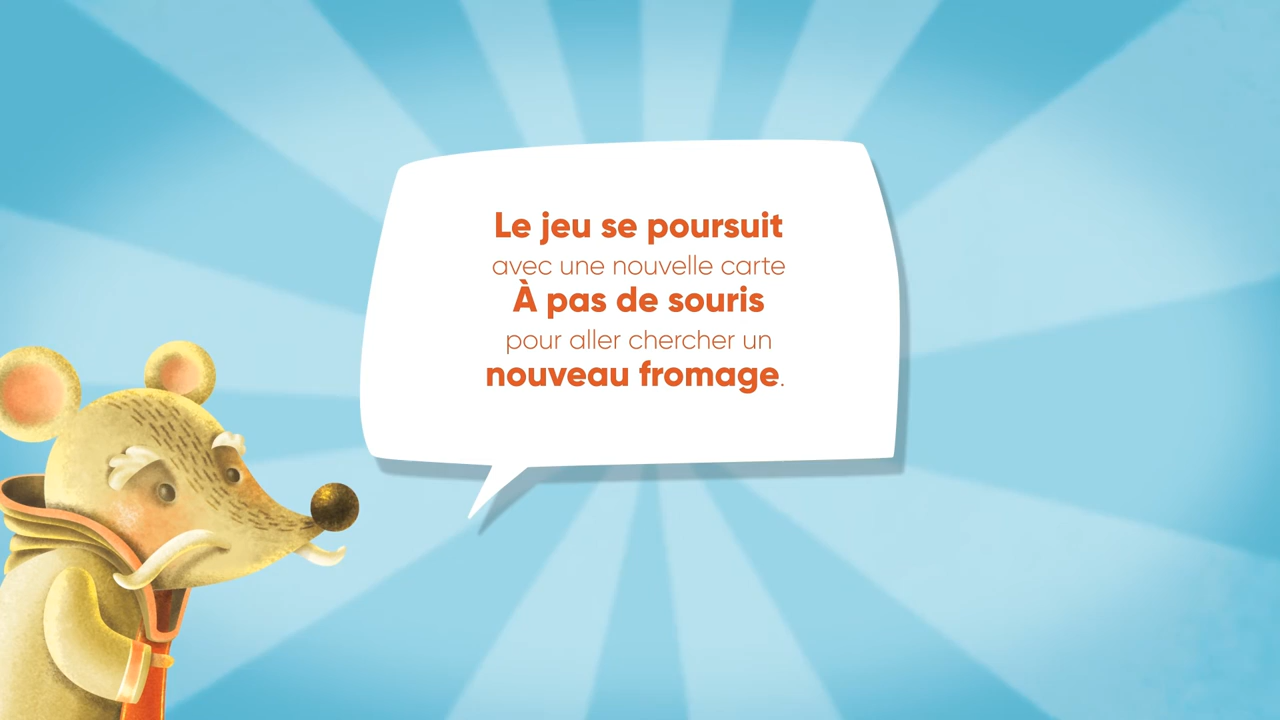 Le jeu se poursuit
avec une nouvelle carte
À pas de souris
pour aller chercher un
nouveau fromage.